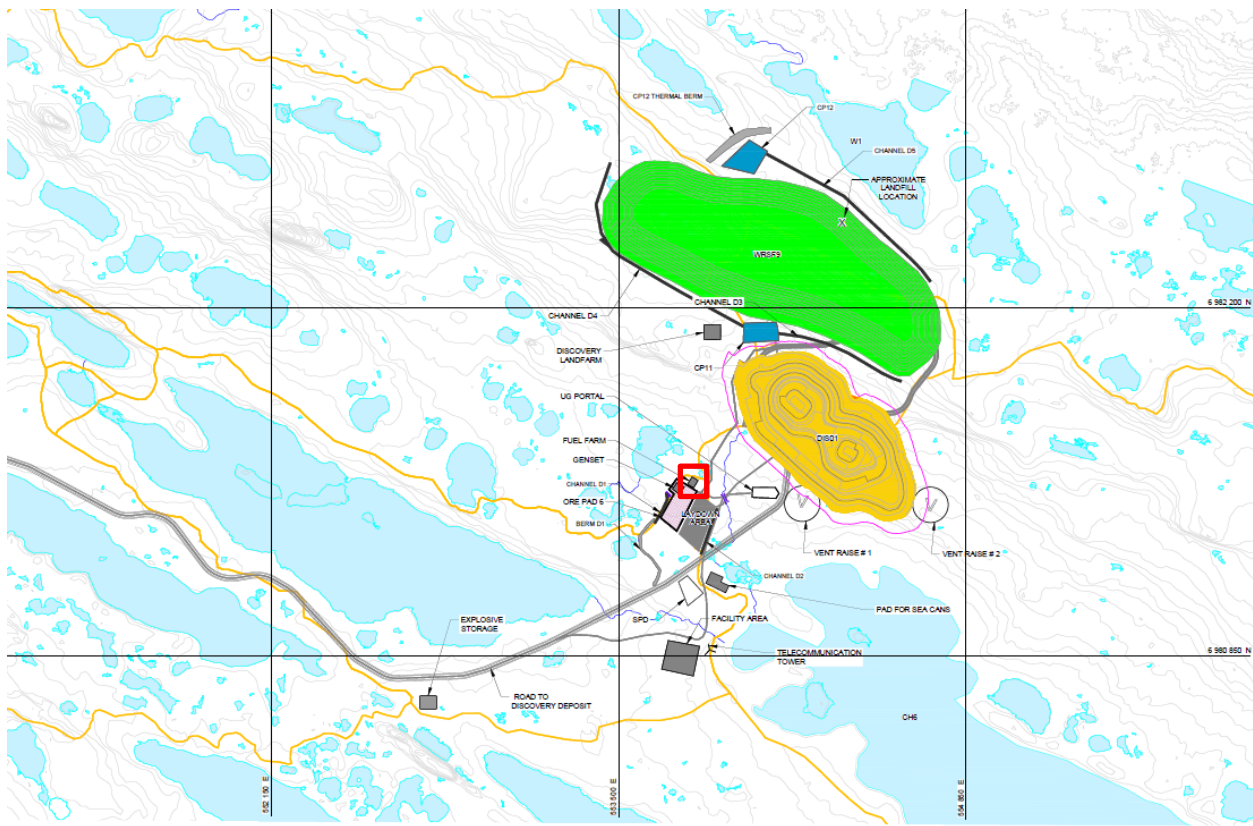 CP12 THERMAL BERM
CP12
W1
CHANNEL D5
APPROXIMATE
LANDFILL
LOCATION
X
WRSF9
6 982 200 N
CHANNEL D3
CHANNEL D4
DISCOVERY
LANDFARM
CP11
UG PORTAL
DIS01
FUEL FARM
GENSET
CHANNEL D1
ORE PAD 6
LAYDOWN
AREA
BERM D1
VENT RAISE # 1
VENT RAISE # 2
CHANNEL D2
PAD FOR SEA CANS
SPD
FACILITY AREA
EXPLOSIVE
STORAGE
TELECOMMUNICATION
TOWER
6 980 850 N
ROAD TO
DISCOVERY DEPOSIT
CH6
552 150 E
553 500 E
554 850 E